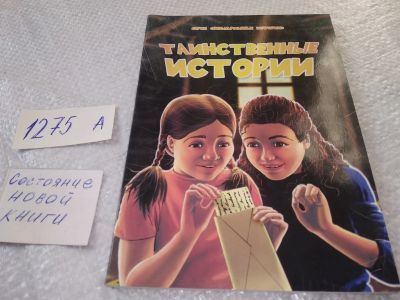 ТАИНСТВЕННЫЕ
ИСТОРИИ
1275 А
Состояние
НОВОЙ
КНИГИ